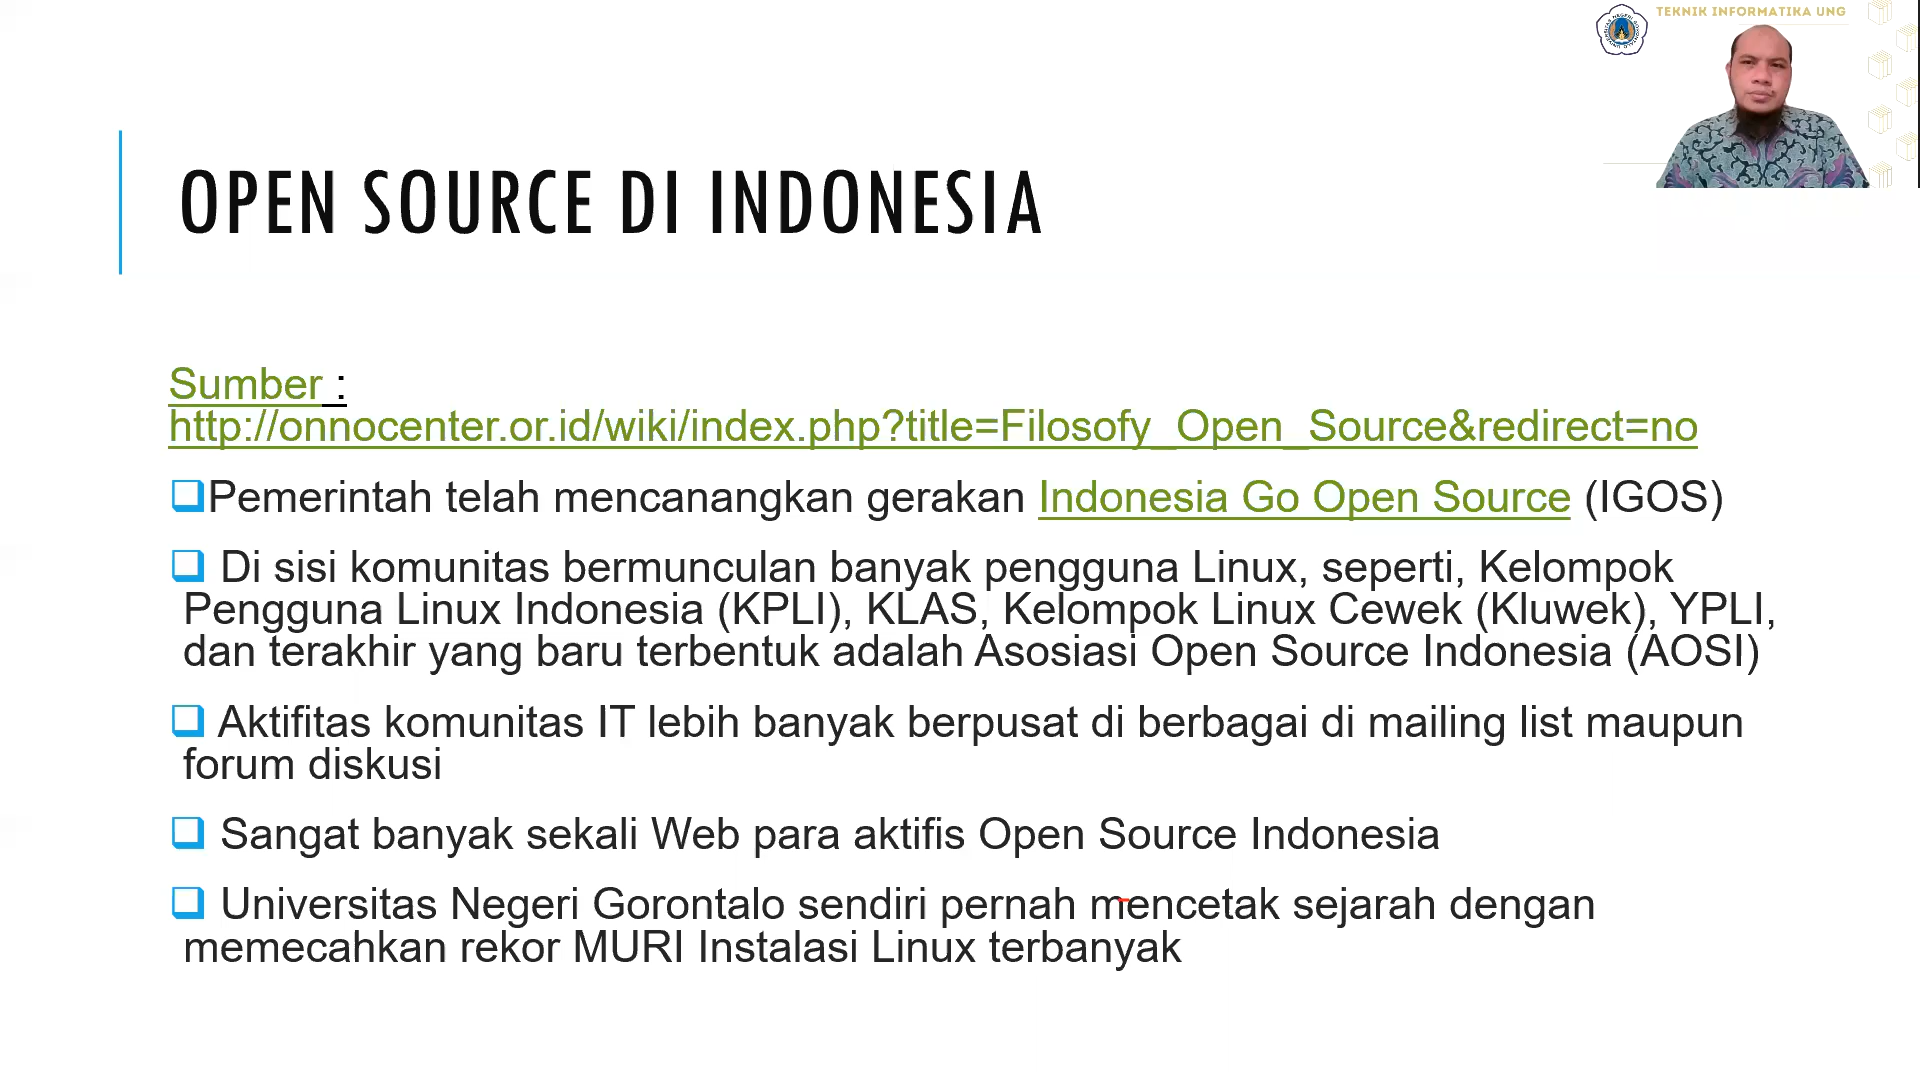 TEKNIK INFORMATIKA UNG
OPEN SOURCE DI INDONESIA
Sumber :
http://onnocenter.or.id/wiki/index.php?title=Filosofy_Open_Source&redirect=no
Pemerintah telah mencanangkan gerakan Indonesia Go Open Source (IGOS)
Di sisi komunitas bermunculan banyak pengguna Linux, seperti, Kelompok
Pengguna Linux Indonesia (KPLI), KLAS, Kelompok Linux Cewek (Kluwek), YPLI,
dan terakhir yang baru terbentuk adalah Asosiasi Open Source Indonesia (AOSI)
Aktifitas komunitas IT lebih banyak berpusat di berbagai di mailing list maupun
forum diskusi
Sangat banyak sekali Web para aktifis Open Source Indonesia
Universitas Negeri Gorontalo sendiri pernah mencetak sejarah dengan
memecahkan rekor MURI Instalasi Linux terbanyak